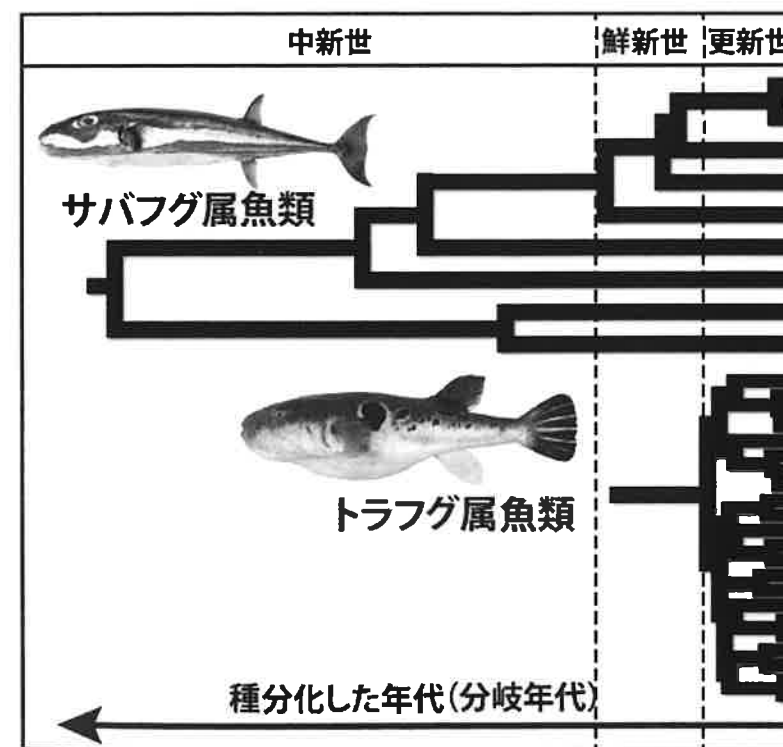 中新世
鮮新世
更新世
サバフグ属魚類
トラフグ属魚類
種分化した年代(分岐年代)